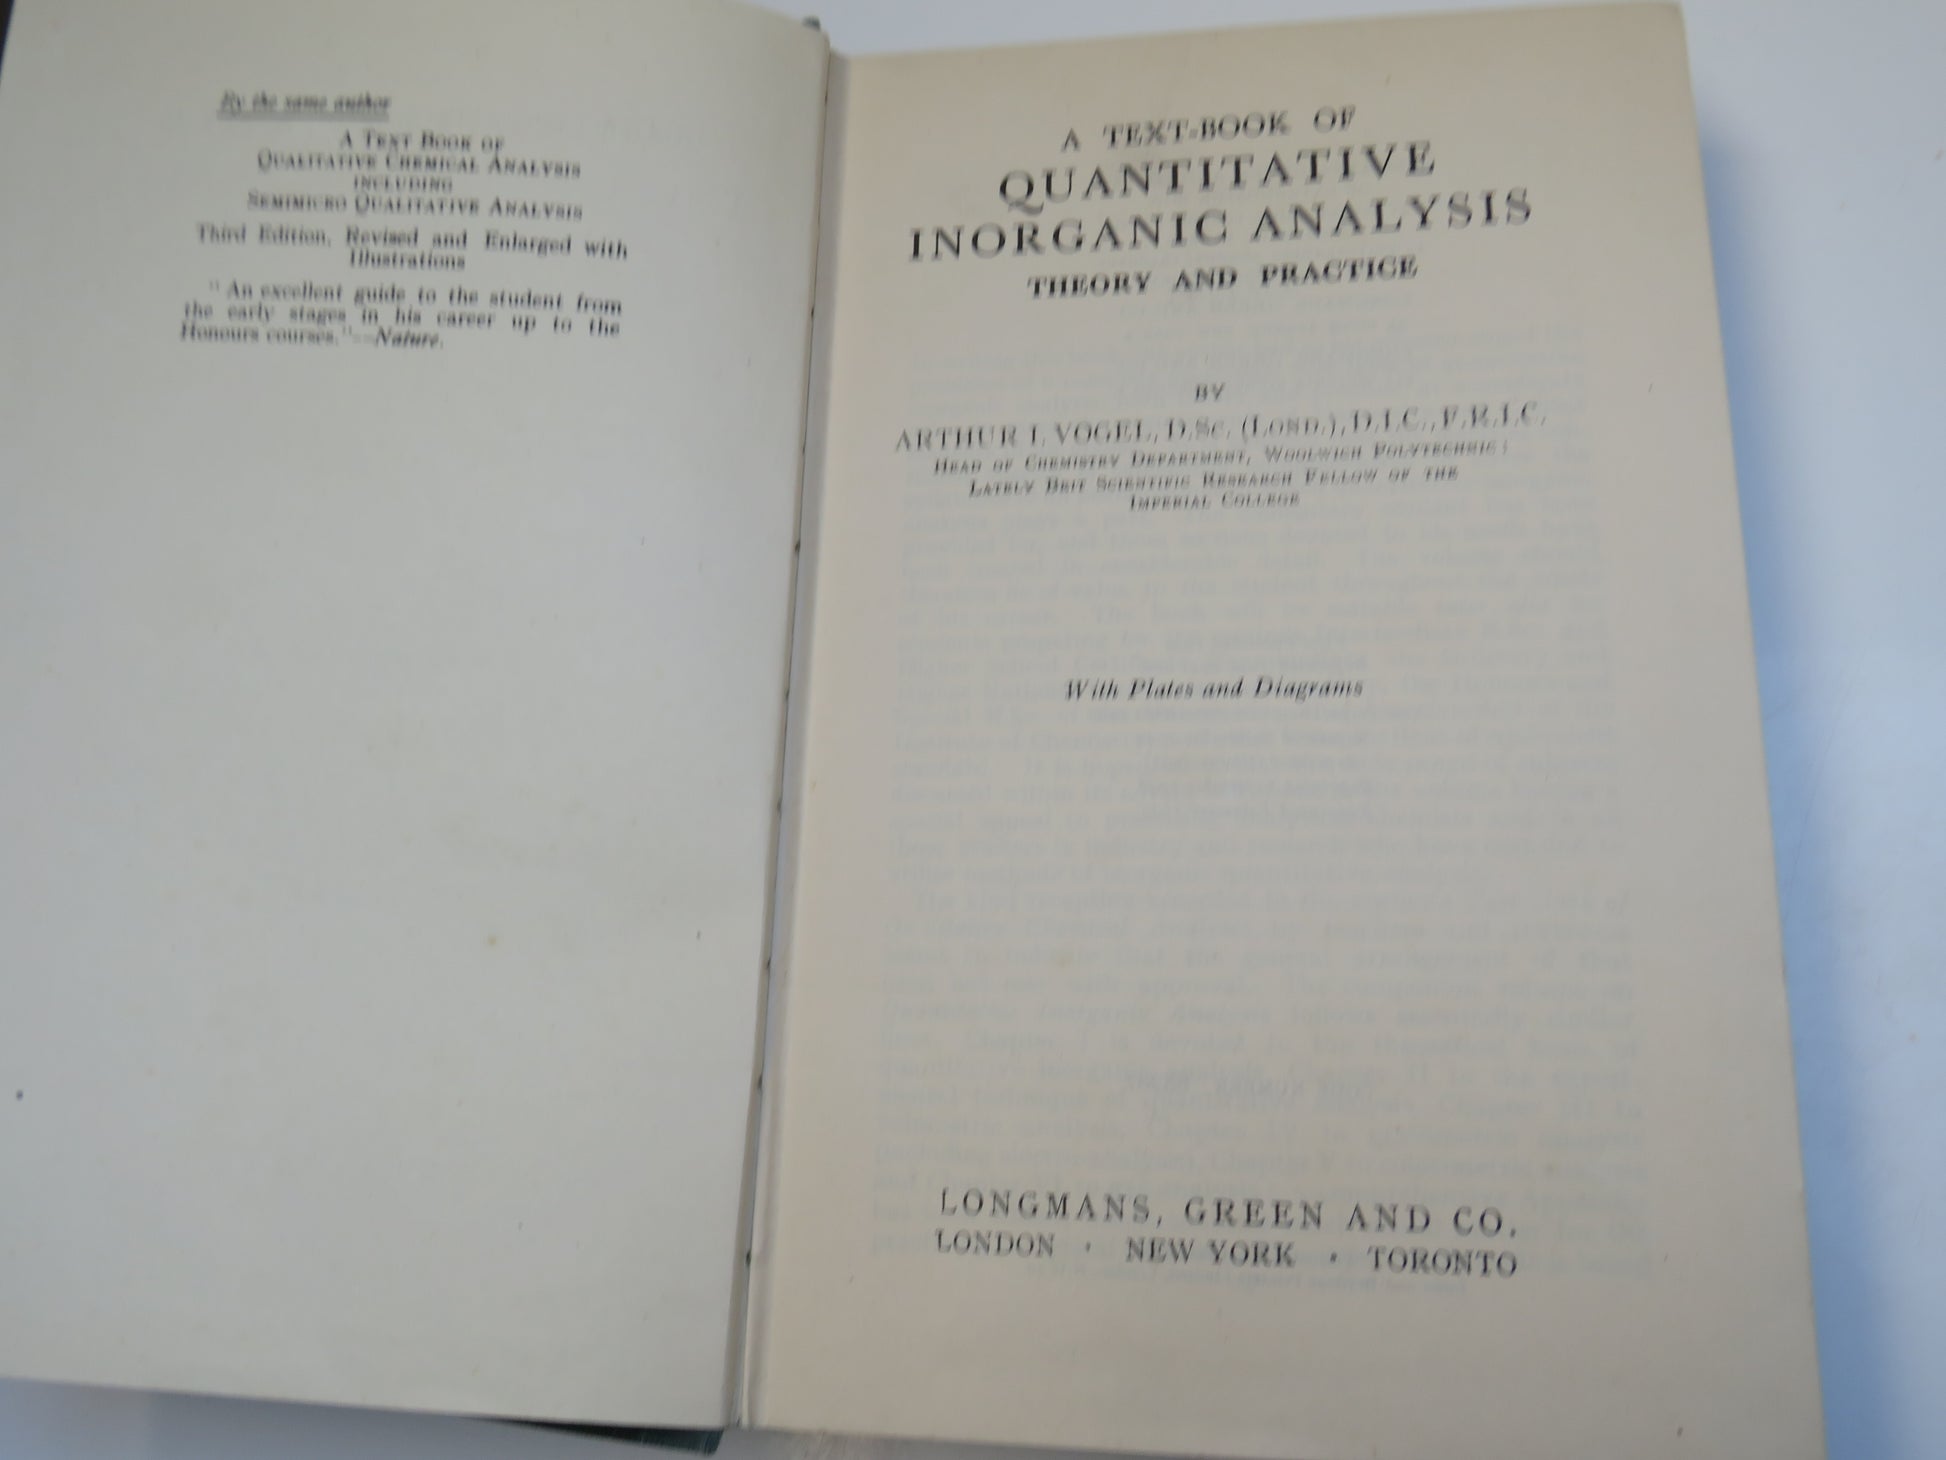 By the same author
A Text Book of
Qualitative Chemical Analysis
including
Semimicro Qualitative Analysis
Third Edition, Revised and Enlarged with
Illustrations
"An excellent guide to the student from
the early stages in his career up to the
Honours courses."—Nature.
A TEXT-BOOK OF
QUANTITATIVE
INORGANIC ANALYSIS
THEORY AND PRACTICE
BY
ARTHUR I. VOGEL, D.Sc. (Lond.), D.I.C., F.R.I.C.
Head of Chemistry Department, Woolwich Polytechnic;
Lately Beit Scientific Research Fellow of the
Imperial College
With Plates and Diagrams
LONGMANS, GREEN AND CO.
LONDON · NEW YORK · TORONTO